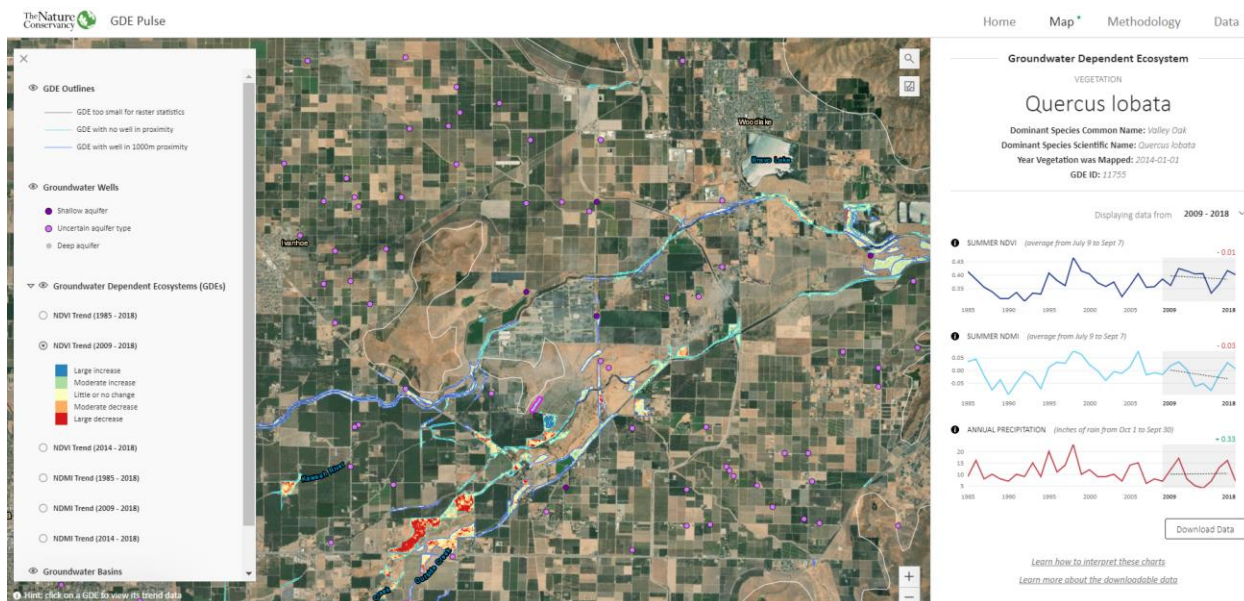 The Nature
Conservancy
GDE Pulse
Home
Map
Methodology
Data
GDE Outlines
GDE too small for raster statistics
GDE with no well in proximity
GDE with well in 1000m proximity
Groundwater Wells
Shallow aquifer
Uncertain aquifer type
Deep aquifer
Groundwater Dependent Ecosystems (GDEs)
NDVI Trend (1985 - 2018)
NDVI Trend (2009 - 2018)
Large increase
Moderate increase
Little or no change
Moderate decrease
Large decrease
NDVI Trend (2014 - 2018)
NDMI Trend (1985 - 2018)
NDMI Trend (2009 - 2018)
NDMI Trend (2014 - 2018)
Groundwater Basins
Hint: click on a GDE to view its trend data
Woodlake
Bravo Lake
Ivanhoe
Kaweah River
Creek
Groundwater Dependent Ecosystem
VEGETATION
Quercus lobata
Dominant Species Common Name: Valley Oak
Dominant Species Scientific Name: Quercus lobata
Year Vegetation was Mapped: 2014-01-01
GDE ID: 11755
Displaying data from 2009 - 2018
SUMMER NDVI (average from July 9 to Sept 7)
- 0.01
0.45
0.40
0.35
1985 1990 1995 2000 2005 2009 2018
SUMMER NDMI (average from July 9 to Sept 7)
- 0.03
0.05
0.00
-0.05
1985 1990 1995 2000 2005 2009 2018
ANNUAL PRECIPITATION (inches of rain from Oct 1 to Sept 30)
+ 0.33
20
15
10
5
1985 1990 1995 2000 2005 2009 2018
Download Data
Learn how to interpret these charts
Learn more about the downloadable data